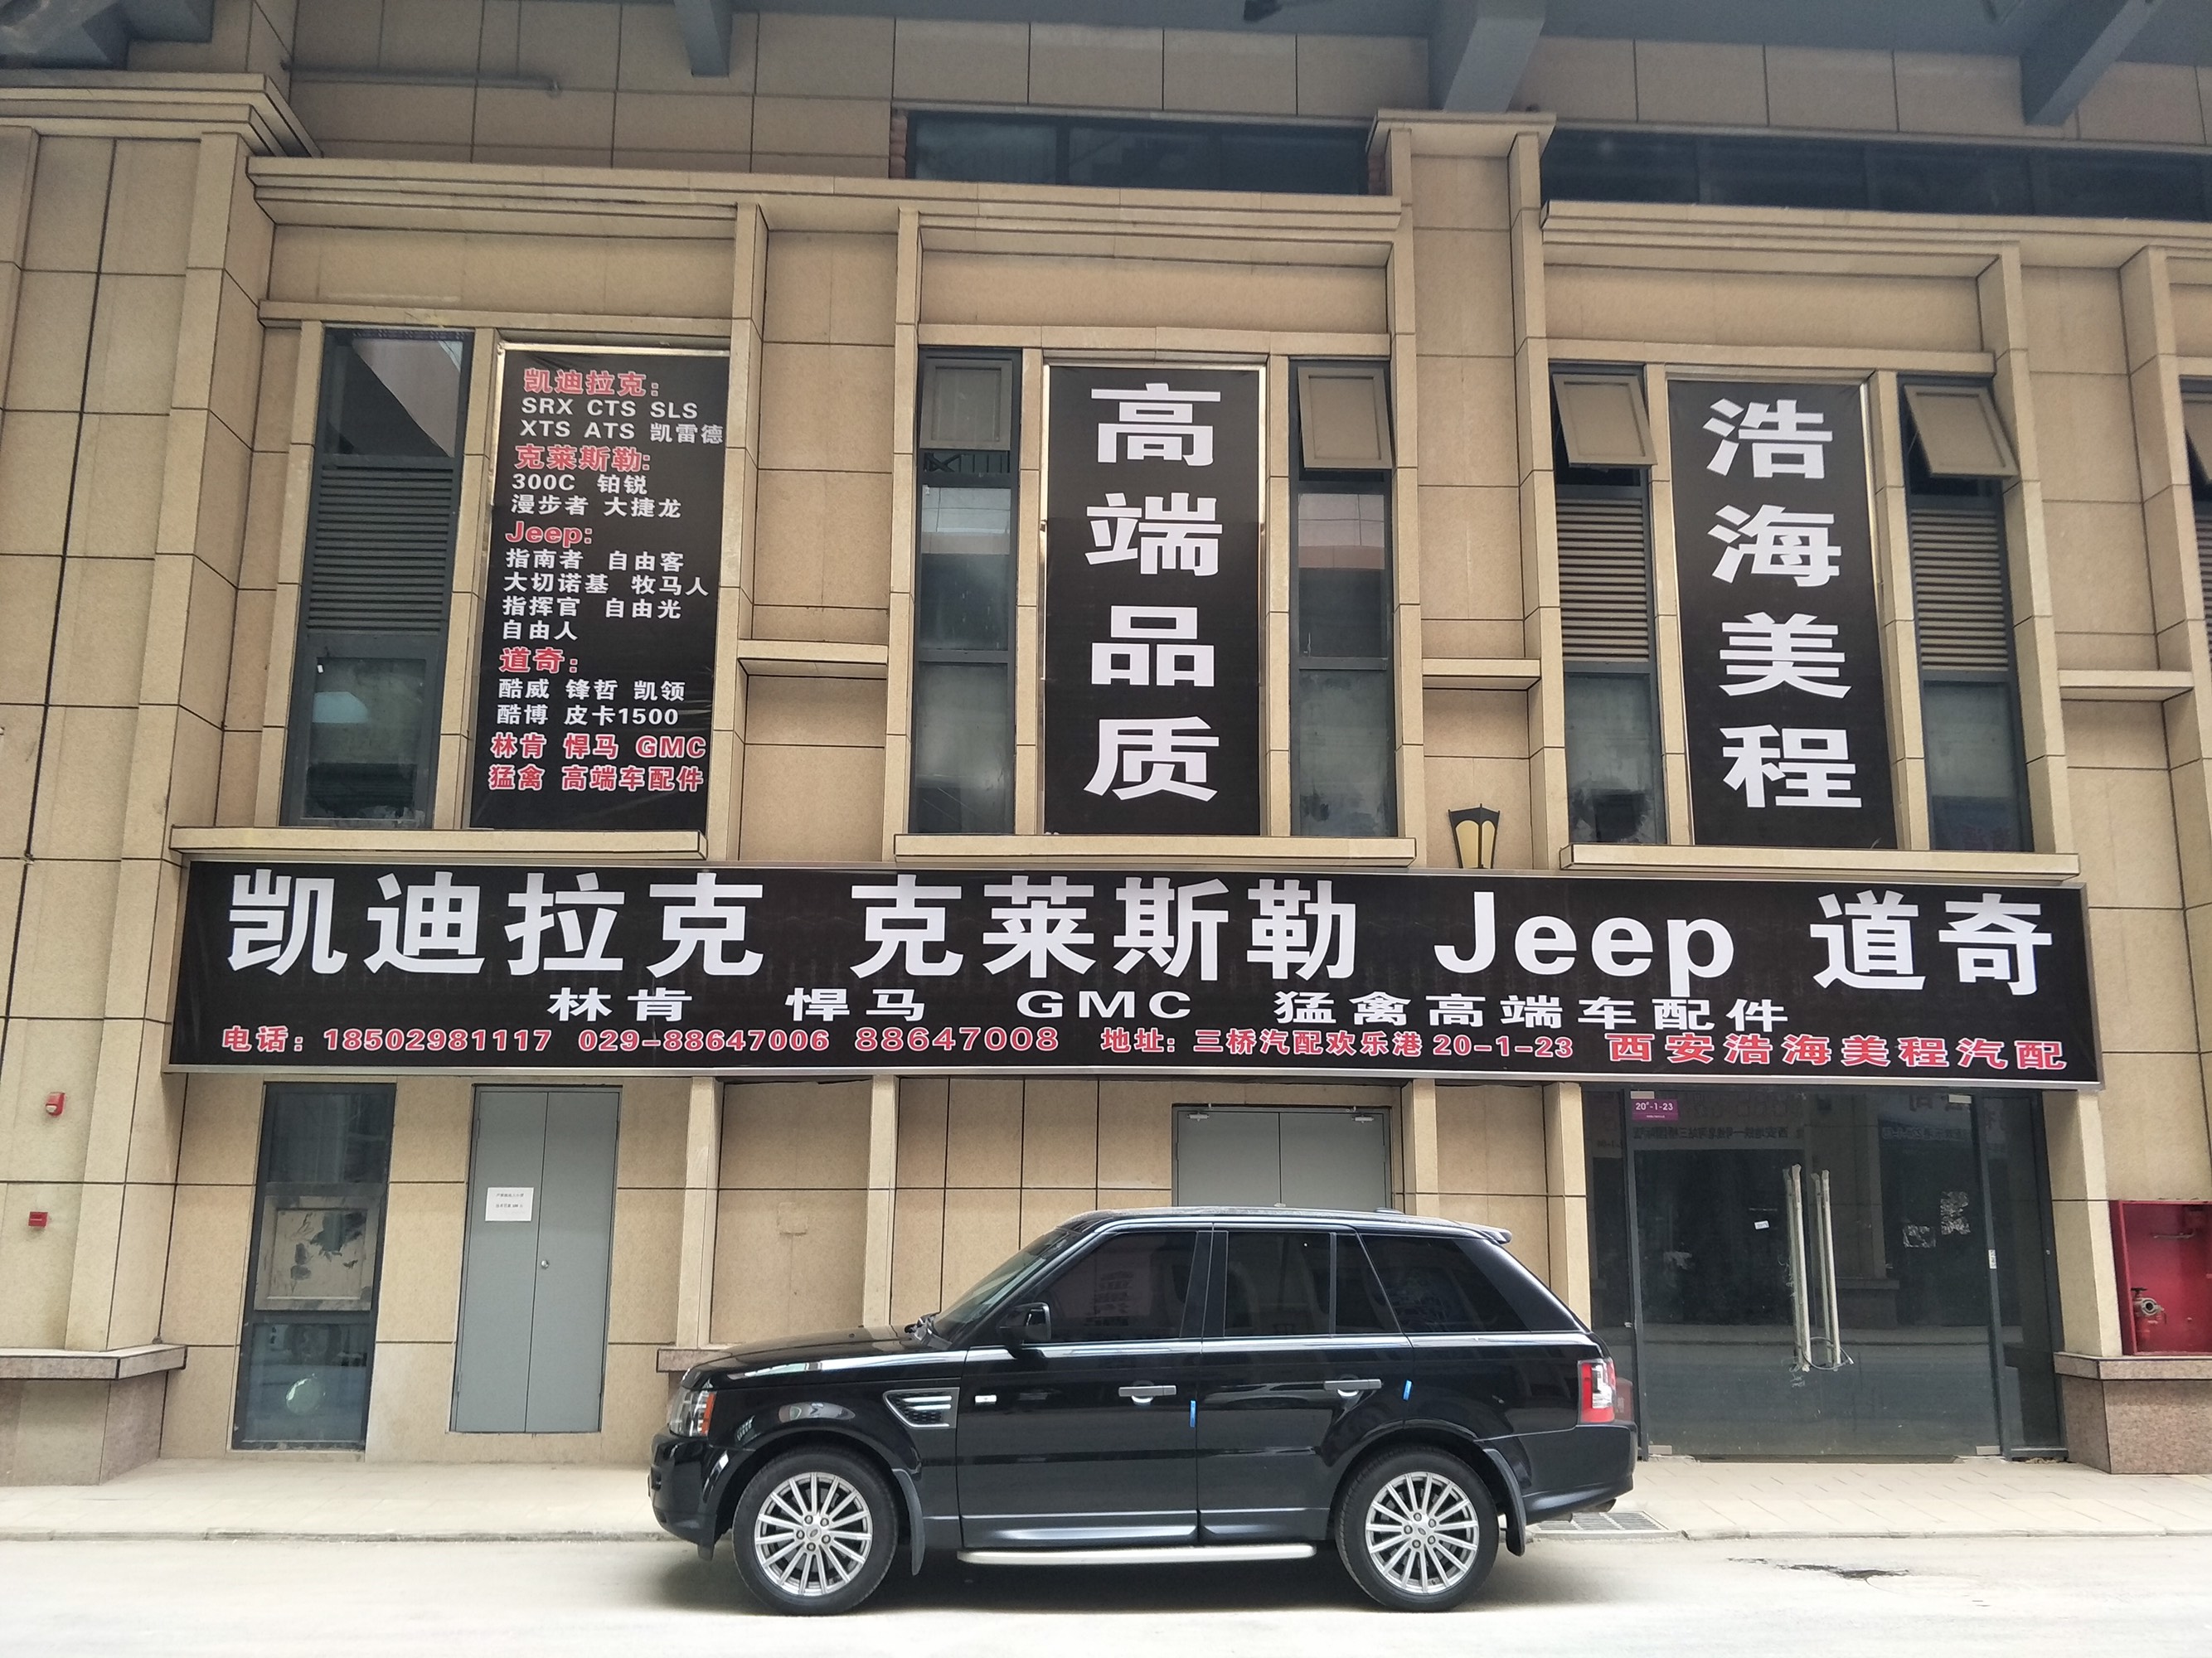 凯迪拉克：
SRX CTS SLS
XTS ATS 凯雷德
克莱斯勒:
300C 铂锐
漫步者 大捷龙
Jeep:
指南者 自由客
大切诺基 牧马人
指挥官 自由光
自由人
道奇：
酷威 锋哲 凯领
酷博 皮卡1500
林肯 悍马 GMC
猛禽 高端车配件
高端品质
浩海美程
凯迪拉克 克莱斯勒 Jeep 道奇
林肯 悍马 GMC 猛禽高端车配件
电话：18502981117 029-88647006 88647008 地址：三桥汽配欢乐港 20-1-23 西安浩海美程汽配
20#-1-23